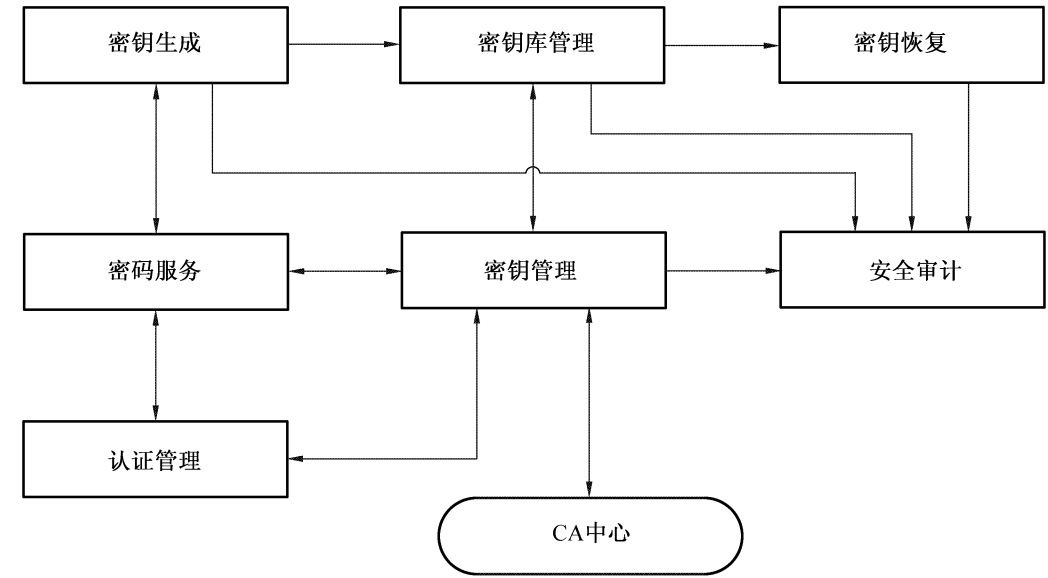 密钥生成
密钥库管理
密钥恢复
密码服务
密钥管理
安全审计
认证管理
CA中心